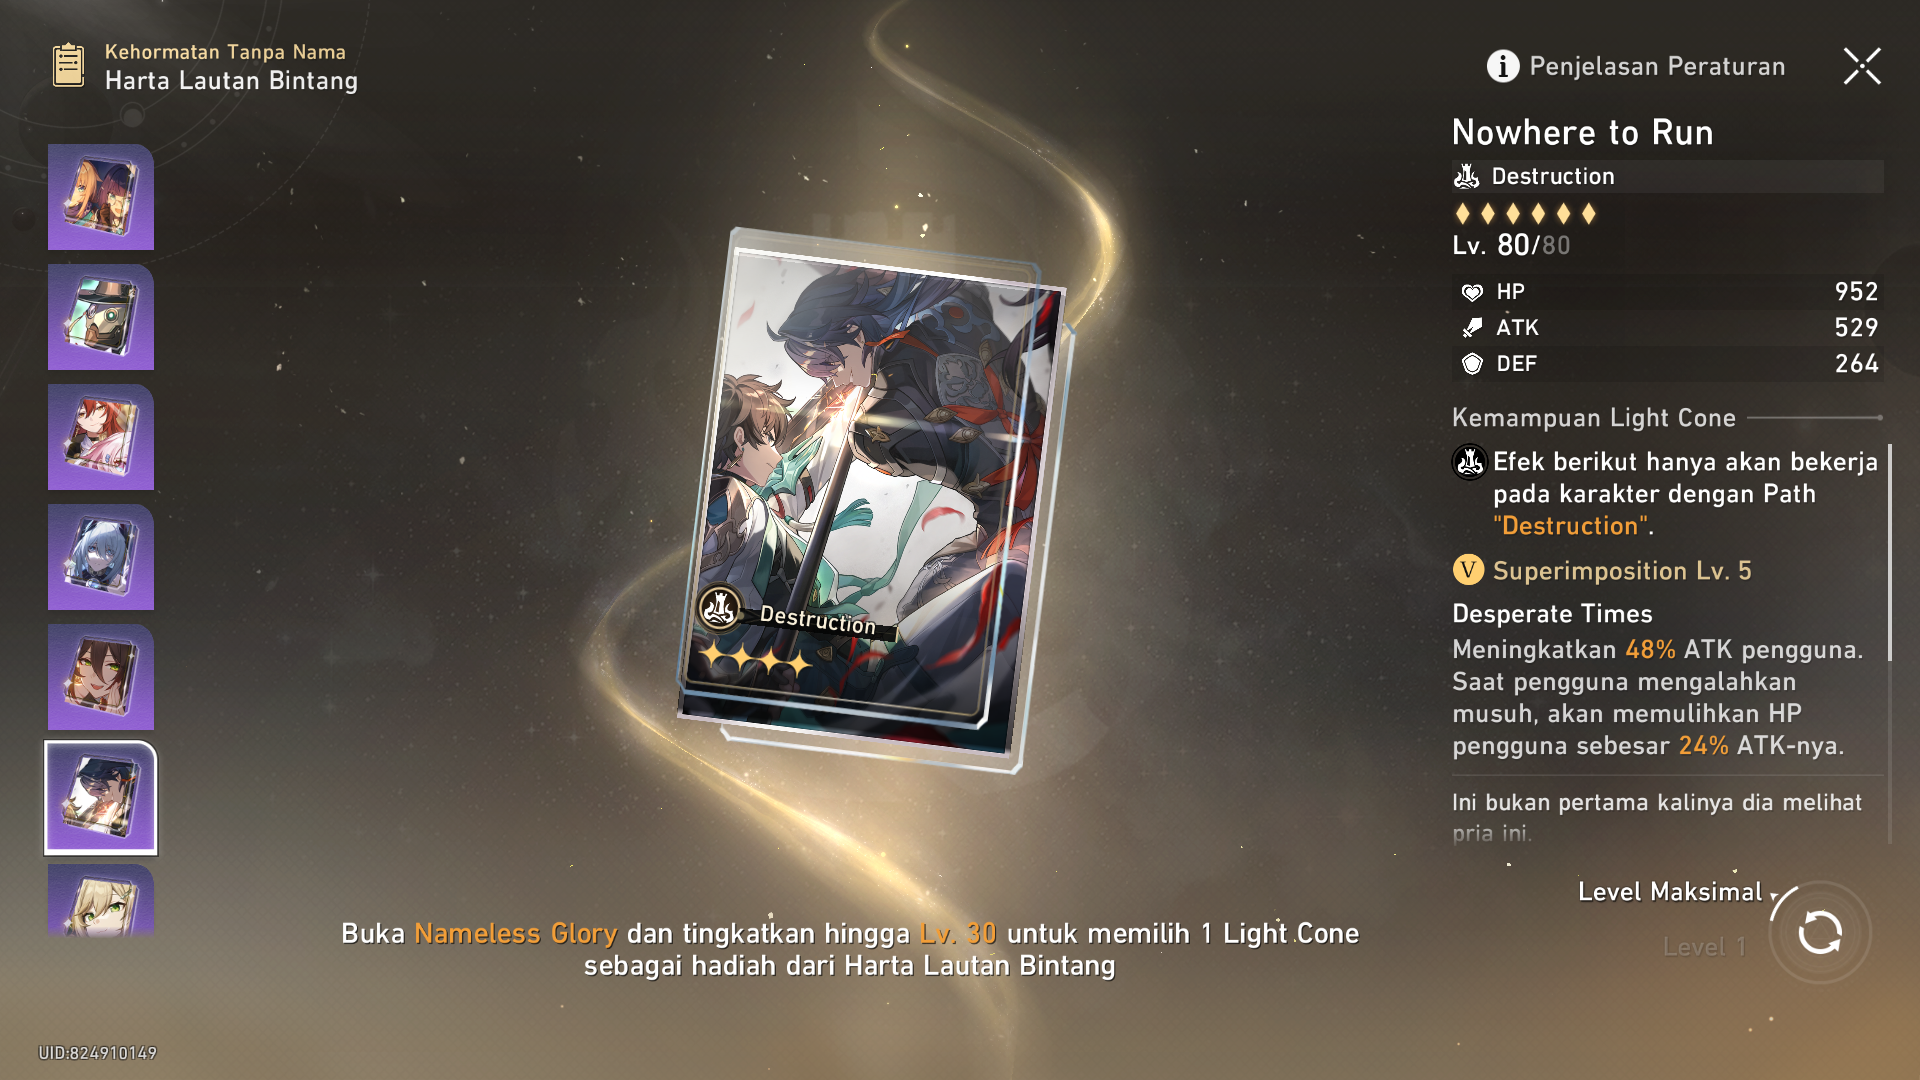 Kehormatan Tanpa Nama
Harta Lautan Bintang
Penjelasan Peraturan
Nowhere to Run
Destruction
Lv. 80/80
HP 952
ATK 529
DEF 264
Kemampuan Light Cone
Efek berikut hanya akan bekerja
pada karakter dengan Path
"Destruction".
V Superimposition Lv. 5
Desperate Times
Meningkatkan 48% ATK pengguna.
Saat pengguna mengalahkan
musuh, akan memulihkan HP
pengguna sebesar 24% ATK-nya.
Ini bukan pertama kalinya dia melihat
pria ini.
Destruction
Level Maksimal
Level 1
Buka Nameless Glory dan tingkatkan hingga Lv. 30 untuk memilih 1 Light Cone
sebagai hadiah dari Harta Lautan Bintang
UID:824910149